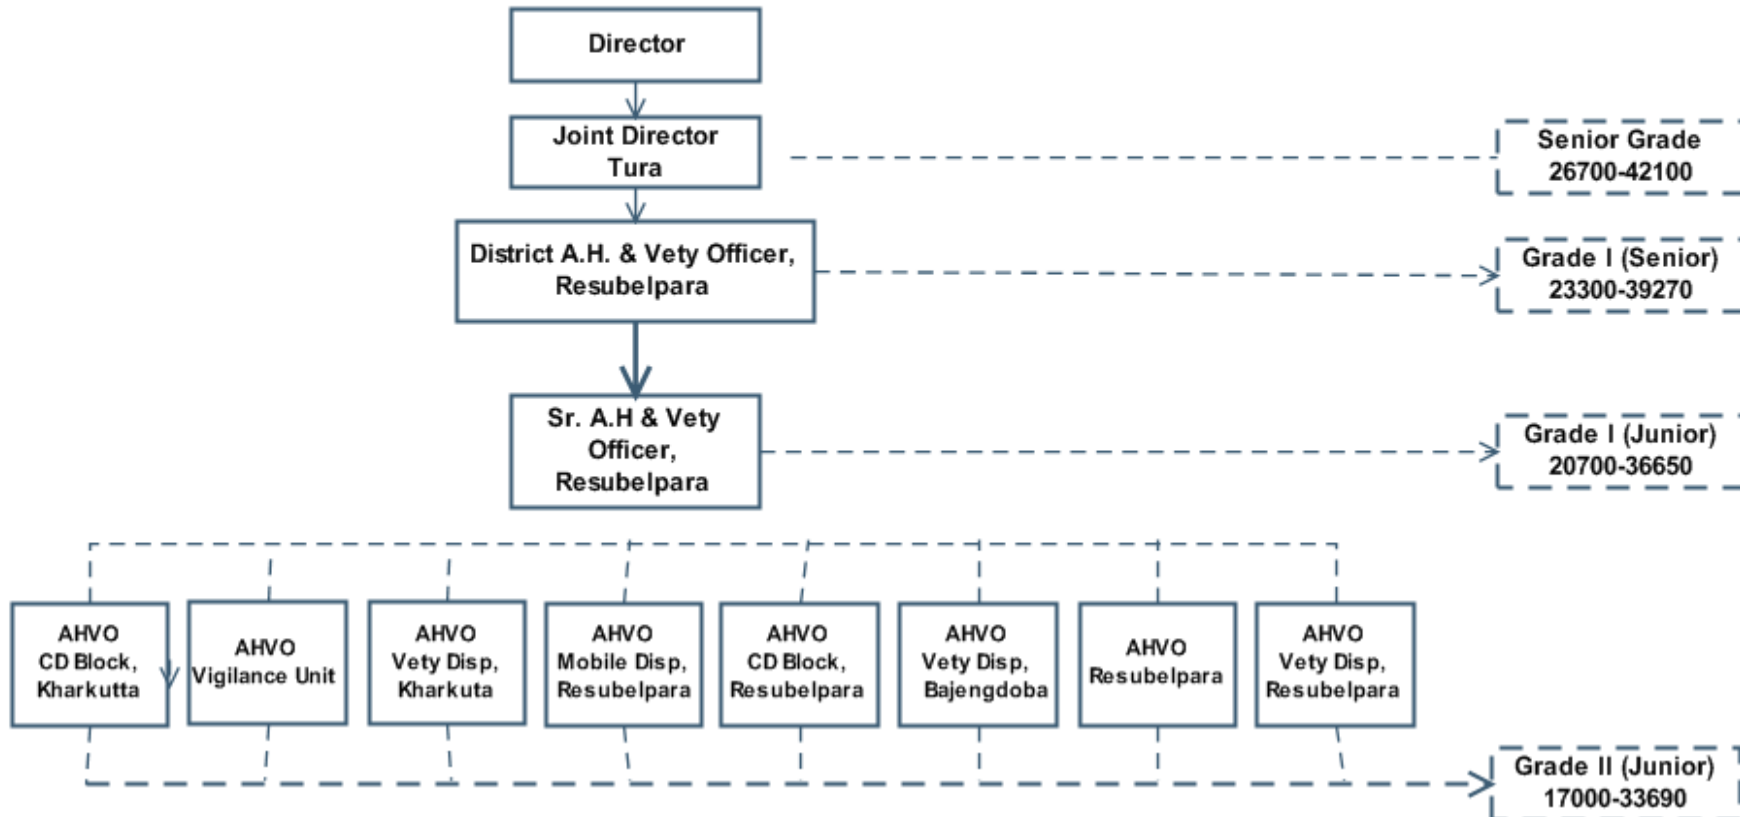 Director
Joint Director
Tura
Senior Grade
26700-42100
District A.H. & Vety Officer,
Resubelpara
Grade I (Senior)
23300-39270
Sr. A.H & Vety
Officer,
Resubelpara
Grade I (Junior)
20700-36650
AHVO
CD Block,
Kharkutta
AHVO
Vigilance Unit
AHVO
Vety Disp,
Kharkuta
AHVO
Mobile Disp,
Resubelpara
AHVO
CD Block,
Resubelpara
AHVO
Vety Disp,
Bajengdoba
AHVO
Resubelpara
AHVO
Vety Disp,
Resubelpara
Grade II (Junior)
17000-33690